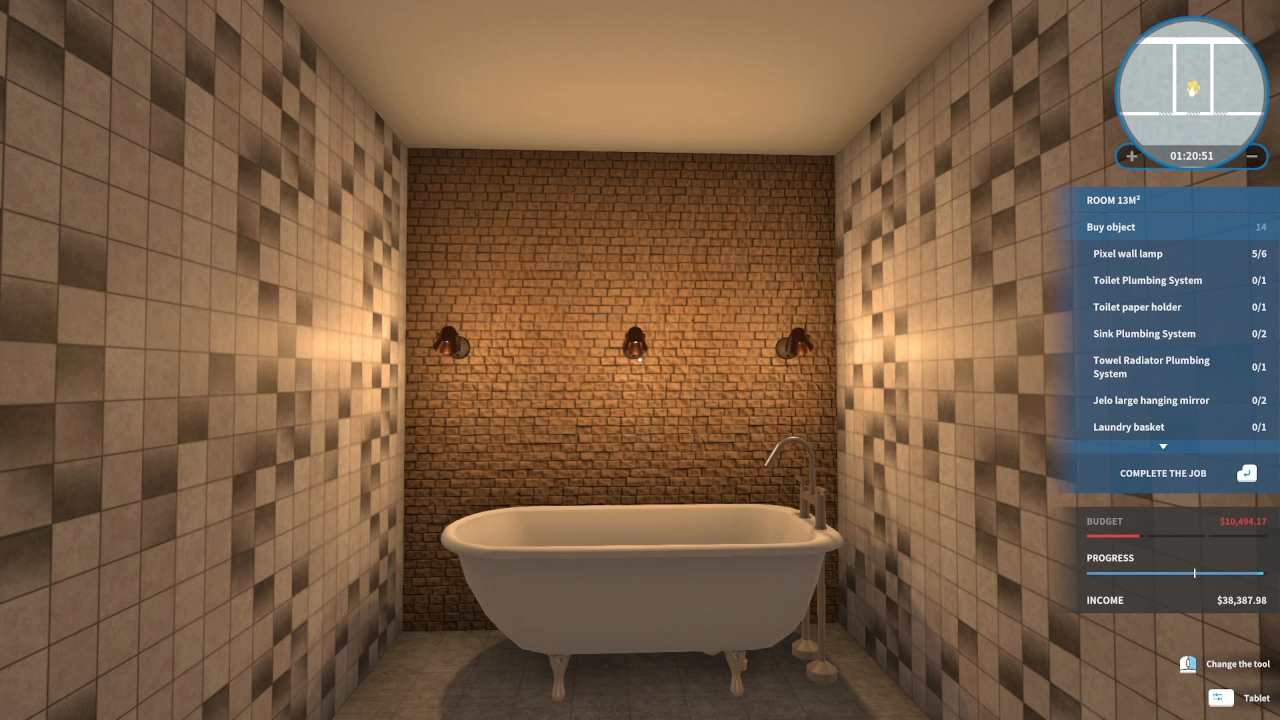 01:20:51
ROOM 13M²
Buy object 14
Pixel wall lamp 5/6
Toilet Plumbing System 0/1
Toilet paper holder 0/1
Sink Plumbing System 0/2
Towel Radiator Plumbing
System 0/1
Jelo large hanging mirror 0/2
Laundry basket 0/1
COMPLETE THE JOB
BUDGET $10,494.17
PROGRESS
INCOME $38,387.98
Change the tool
Tablet